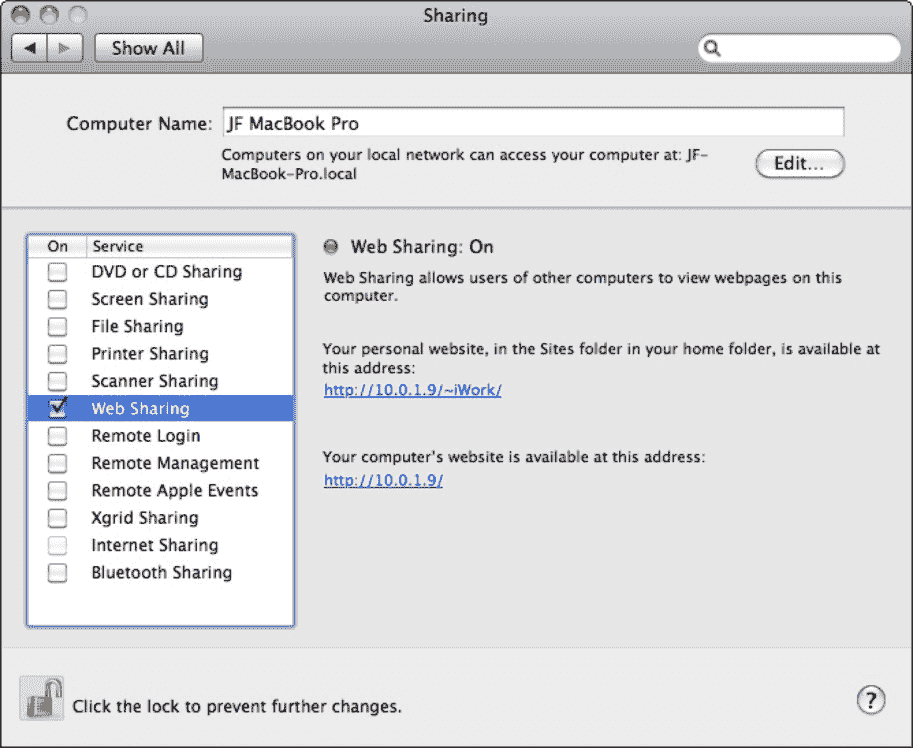 Sharing
Show All
Computer Name: JF MacBook Pro
Computers on your local network can access your computer at: JF-
MacBook-Pro.local
Edit...
On Service
DVD or CD Sharing
Screen Sharing
File Sharing
Printer Sharing
Scanner Sharing
Web Sharing
Remote Login
Remote Management
Remote Apple Events
Xgrid Sharing
Internet Sharing
Bluetooth Sharing
Web Sharing: On
Web Sharing allows users of other computers to view webpages on this
computer.
Your personal website, in the Sites folder in your home folder, is available at
this address:
http://10.0.1.9/~iWork/
Your computer's website is available at this address:
http://10.0.1.9/
Click the lock to prevent further changes.
?